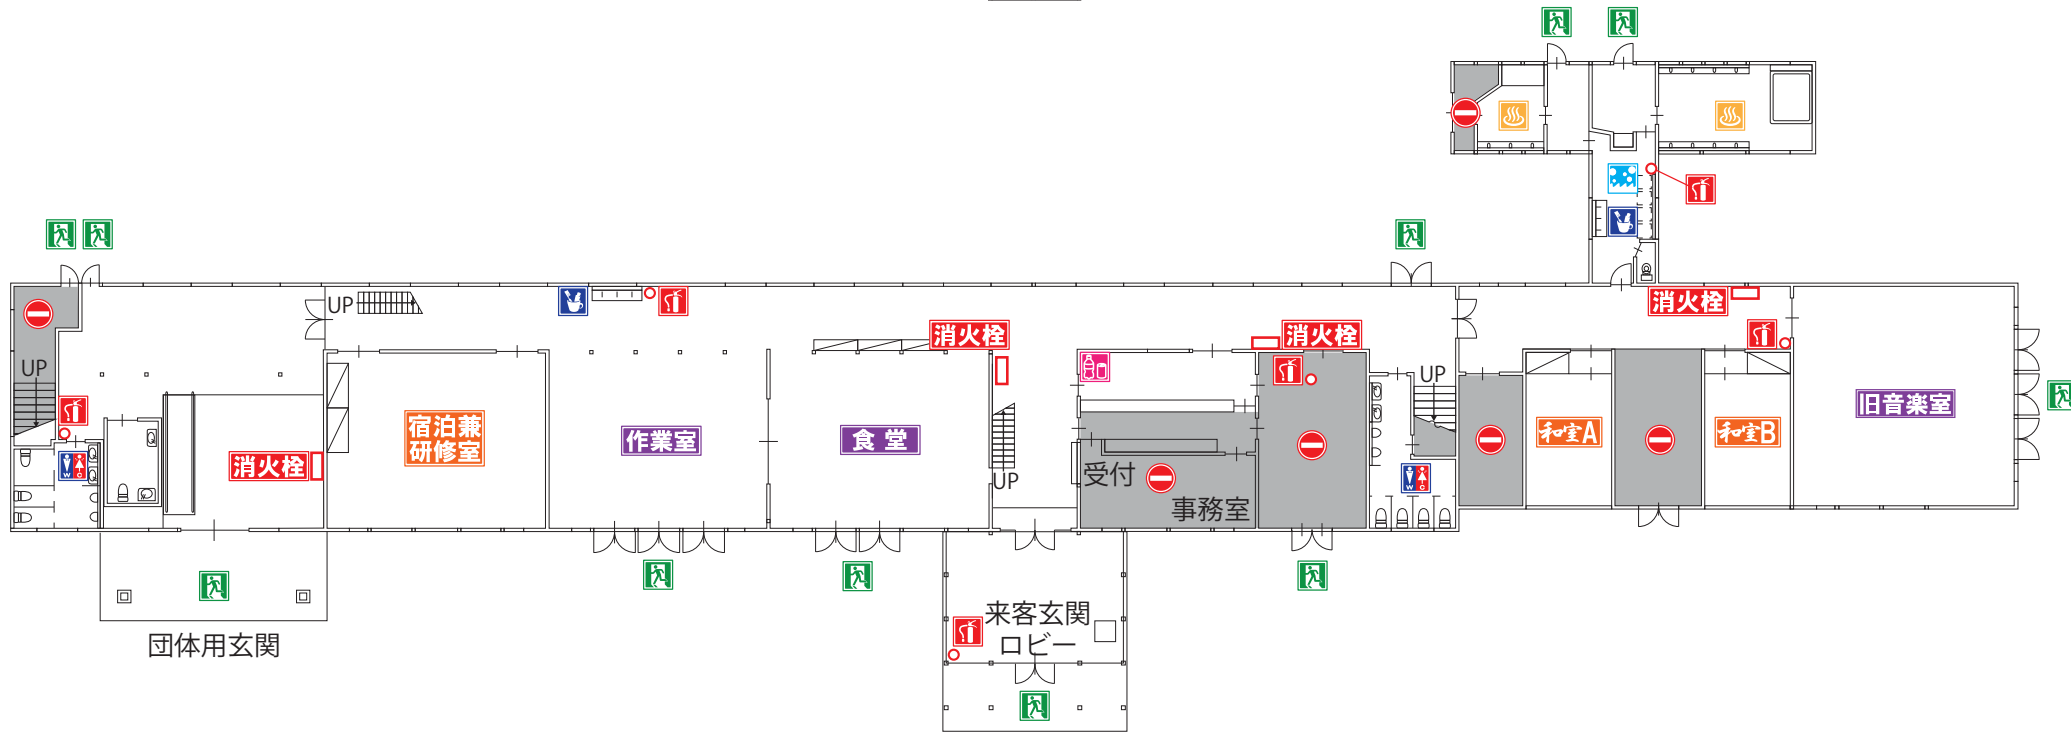 UP
消火栓
消火栓
消火栓
UP
UP
宿泊兼
研修室
作業室
食堂
旧音楽室
和室A
和室B
W
C
消火栓
受付
UP
事務室
W
C
来客玄関
ロビー
団体用玄関